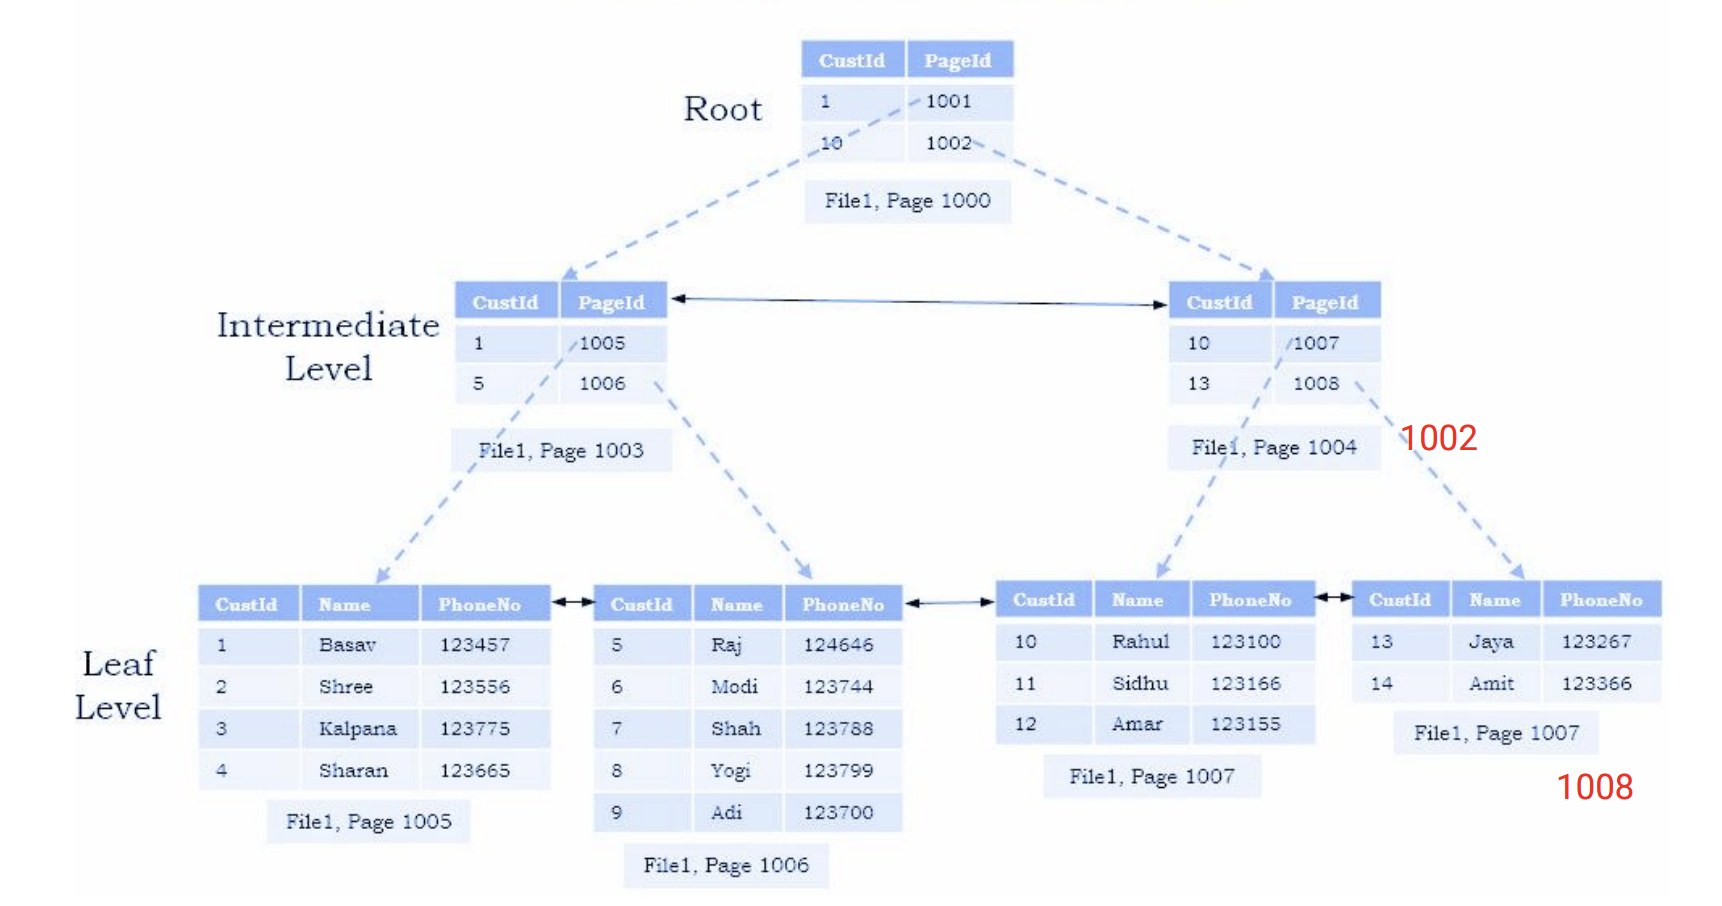 CustId PageId
Root
1 1001
10 1002
File1, Page 1000
Intermediate
Level
CustId PageId
1 1005
5 1006
File1, Page 1003
CustId PageId
10 1007
13 1008
File1, Page 1004
1002
Leaf
Level
CustId Name PhoneNo
1 Basav 123457
2 Shree 123556
3 Kalpana 123775
4 Sharan 123665
File1, Page 1005
CustId Name PhoneNo
5 Raj 124646
6 Modi 123744
7 Shah 123788
8 Yogi 123799
9 Adi 123700
File1, Page 1006
CustId Name PhoneNo
10 Rahul 123100
11 Sidhu 123166
12 Amar 123155
File1, Page 1007
CustId Name PhoneNo
13 Jaya 123267
14 Amit 123366
File1, Page 1007
1008